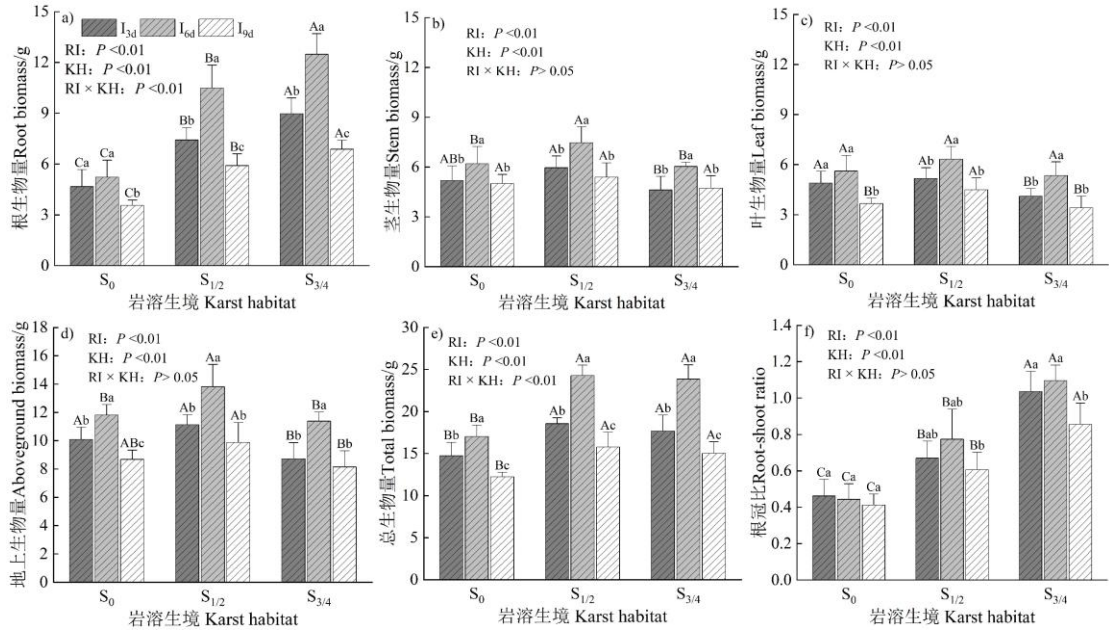 a)
I3d I6d I9d
RI：P <0.01
KH：P <0.01
RI × KH：P <0.01
根生物量Root biomass/g
15
12
9
6
3
0
Ca Ca Cb
Bb Ba Bc
Ab Aa Ac
S0 S1/2 S3/4
岩溶生境 Karst habitat
b)
RI：P <0.01
KH：P <0.01
RI × KH：P> 0.05
茎生物量Stem biomass/g
15
12
9
6
3
0
ABb Ba Ab
Ab Aa Ab
Bb Ba Ab
S0 S1/2 S3/4
岩溶生境 Karst habitat
c)
RI：P <0.01
KH：P <0.01
RI × KH：P> 0.05
叶生物量Leaf biomass/g
15
12
9
6
3
0
Aa Aa Bb
Ab Aa Ab
Bb Aa Bb
S0 S1/2 S3/4
岩溶生境 Karst habitat
d)
RI：P <0.01
KH：P <0.01
RI × KH：P> 0.05
地上生物量Aboveground biomass/g
18
16
14
12
10
8
6
4
2
0
Ab Ba ABc
Ab Aa Ab
Bb Ba Bb
S0 S1/2 S3/4
岩溶生境 Karst habitat
e)
RI：P <0.01
KH：P <0.01
RI × KH：P <0.01
总生物量Total biomass/g
30
25
20
15
10
5
0
Bb Ba Bc
Ab Aa Ac
Ab Aa Ac
S0 S1/2 S3/4
岩溶生境 Karst habitat
f)
RI：P <0.01
KH：P <0.01
RI × KH：P> 0.05
根冠比Root-shoot ratio
1.4
1.2
1.0
0.8
0.6
0.4
0.2
0.0
Ca Ca Ca
Bab Bab Bb
Aa Aa Ab
S0 S1/2 S3/4
岩溶生境 Karst habitat